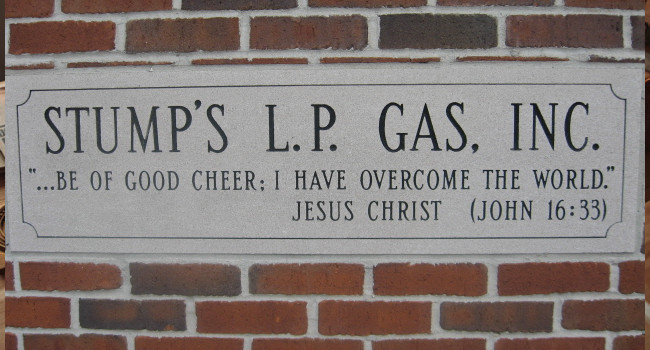 STUMP'S L.P. GAS, INC.
"...BE OF GOOD CHEER; I HAVE OVERCOME THE WORLD."
JESUS CHRIST (JOHN 16:33)